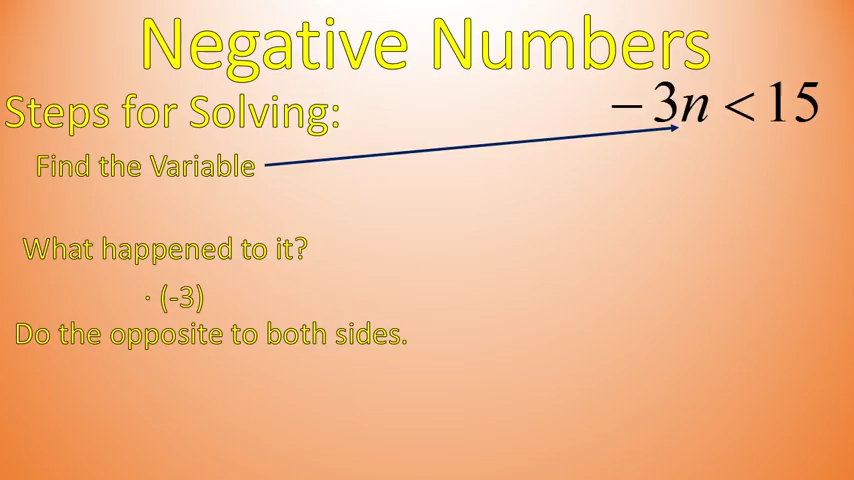 Negative Numbers
Steps for Solving:
− 3n < 15
Find the Variable
What happened to it?
· (-3)
Do the opposite to both sides.